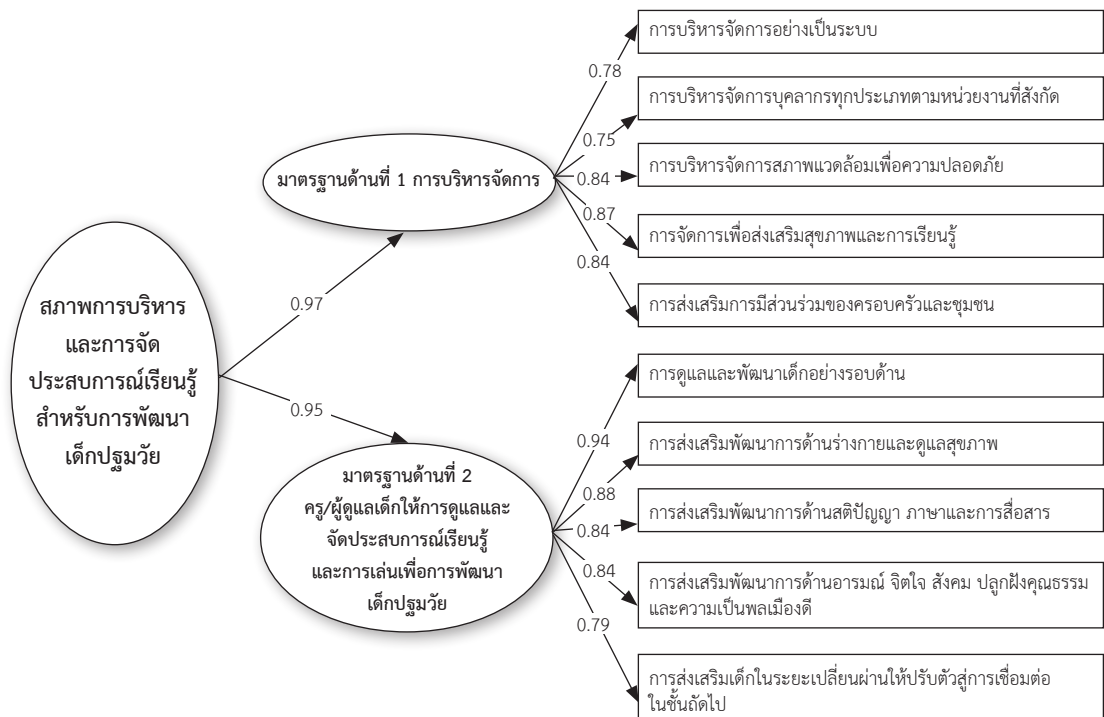 สภาพการบริหาร
และการจัด
ประสบการณ์เรียนรู้
สำหรับการพัฒนา
เด็กปฐมวัย
0.97
0.95
มาตรฐานด้านที่ 1 การบริหารจัดการ
0.78
0.75
0.84
0.87
0.84
การบริหารจัดการอย่างเป็นระบบ
การบริหารจัดการบุคลากรทุกประเภทตามหน่วยงานที่สังกัด
การบริหารจัดการสภาพแวดล้อมเพื่อความปลอดภัย
การจัดการเพื่อส่งเสริมสุขภาพและการเรียนรู้
การส่งเสริมการมีส่วนร่วมของครอบครัวและชุมชน
มาตรฐานด้านที่ 2
ครู/ผู้ดูแลเด็กให้การดูแลและ
จัดประสบการณ์เรียนรู้
และการเล่นเพื่อการพัฒนา
เด็กปฐมวัย
0.94
0.88
0.84
0.84
0.79
การดูแลและพัฒนาเด็กอย่างรอบด้าน
การส่งเสริมพัฒนาการด้านร่างกายและดูแลสุขภาพ
การส่งเสริมพัฒนาการด้านสติปัญญา ภาษาและการสื่อสาร
การส่งเสริมพัฒนาการด้านอารมณ์ จิตใจ สังคม ปลูกฝังคุณธรรม
และความเป็นพลเมืองดี
การส่งเสริมเด็กในระยะเปลี่ยนผ่านให้ปรับตัวสู่การเชื่อมต่อ
ในชั้นถัดไป